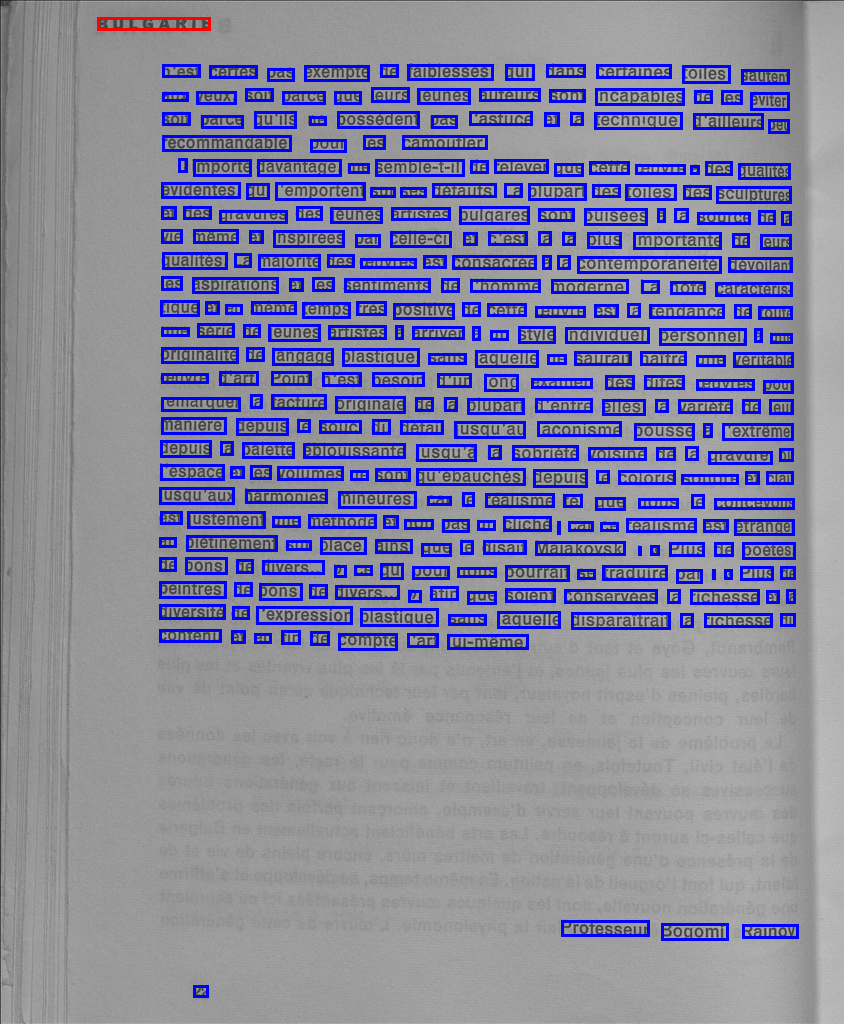 BULGARIE
n'est certes pas exempte de faiblesses qui dans certaines toiles sautent
aux yeux soit parce que leurs jeunes auteurs sont incapables de les éviter
soit parce qu'ils ne possèdent pas l'astuce et la technique d'ailleurs peu
recommandable pour les camoufler.
Il importe davantage, me semble-t-il, de relever que cette œuvre a des qualités
évidentes qui l'emportent sur ses défauts. La plupart des toiles, des sculptures
et des gravures des jeunes artistes bulgares sont puisées à la source de la
vie même et inspirées par celle-ci et c'est là la plus importante de leurs
qualités. La majorité des œuvres est consacrée à la contemporanéité dévoilant
les aspirations et les sentiments de l'homme moderne. La note caractéris-
tique et en même temps très positive de cette œuvre est la tendance de toute
une série de jeunes artistes à arriver à un style individuel, personnel, à une
originalité de langage plastique, sans laquelle ne saurait naître une véritable
œuvre d'art. Point n'est besoin d'un long examen des dites œuvres pour
remarquer la facture originale de la plupart d'entre elles, la variété de leur
manière, depuis le souci du détail jusqu'au laconisme poussé à l'extrême,
depuis la palette éblouissante jusqu'à la sobriété voisine de la gravure, où
l'espace et les volumes ne sont qu'ébauchés, depuis le coloris sombre et clair
jusqu'aux harmonies mineures, car le réalisme tel que nous le concevons
est justement une méthode et non pas un cliché, car ce réalisme est étranger
au piétinement sur place, ainsi que le disait Maïakovski: «Plus de poètes,
de bons, de divers...», ce qui pour nous pourrait se traduire par: «Plus de
peintres, de bons, de divers...», afin que soient conservées la richesse et la
diversité de l'expression plastique, sans laquelle disparaîtrait la richesse du
contenu et, en fin de compte, l'art lui-même.
Professeur Bogomil Raïnov
22